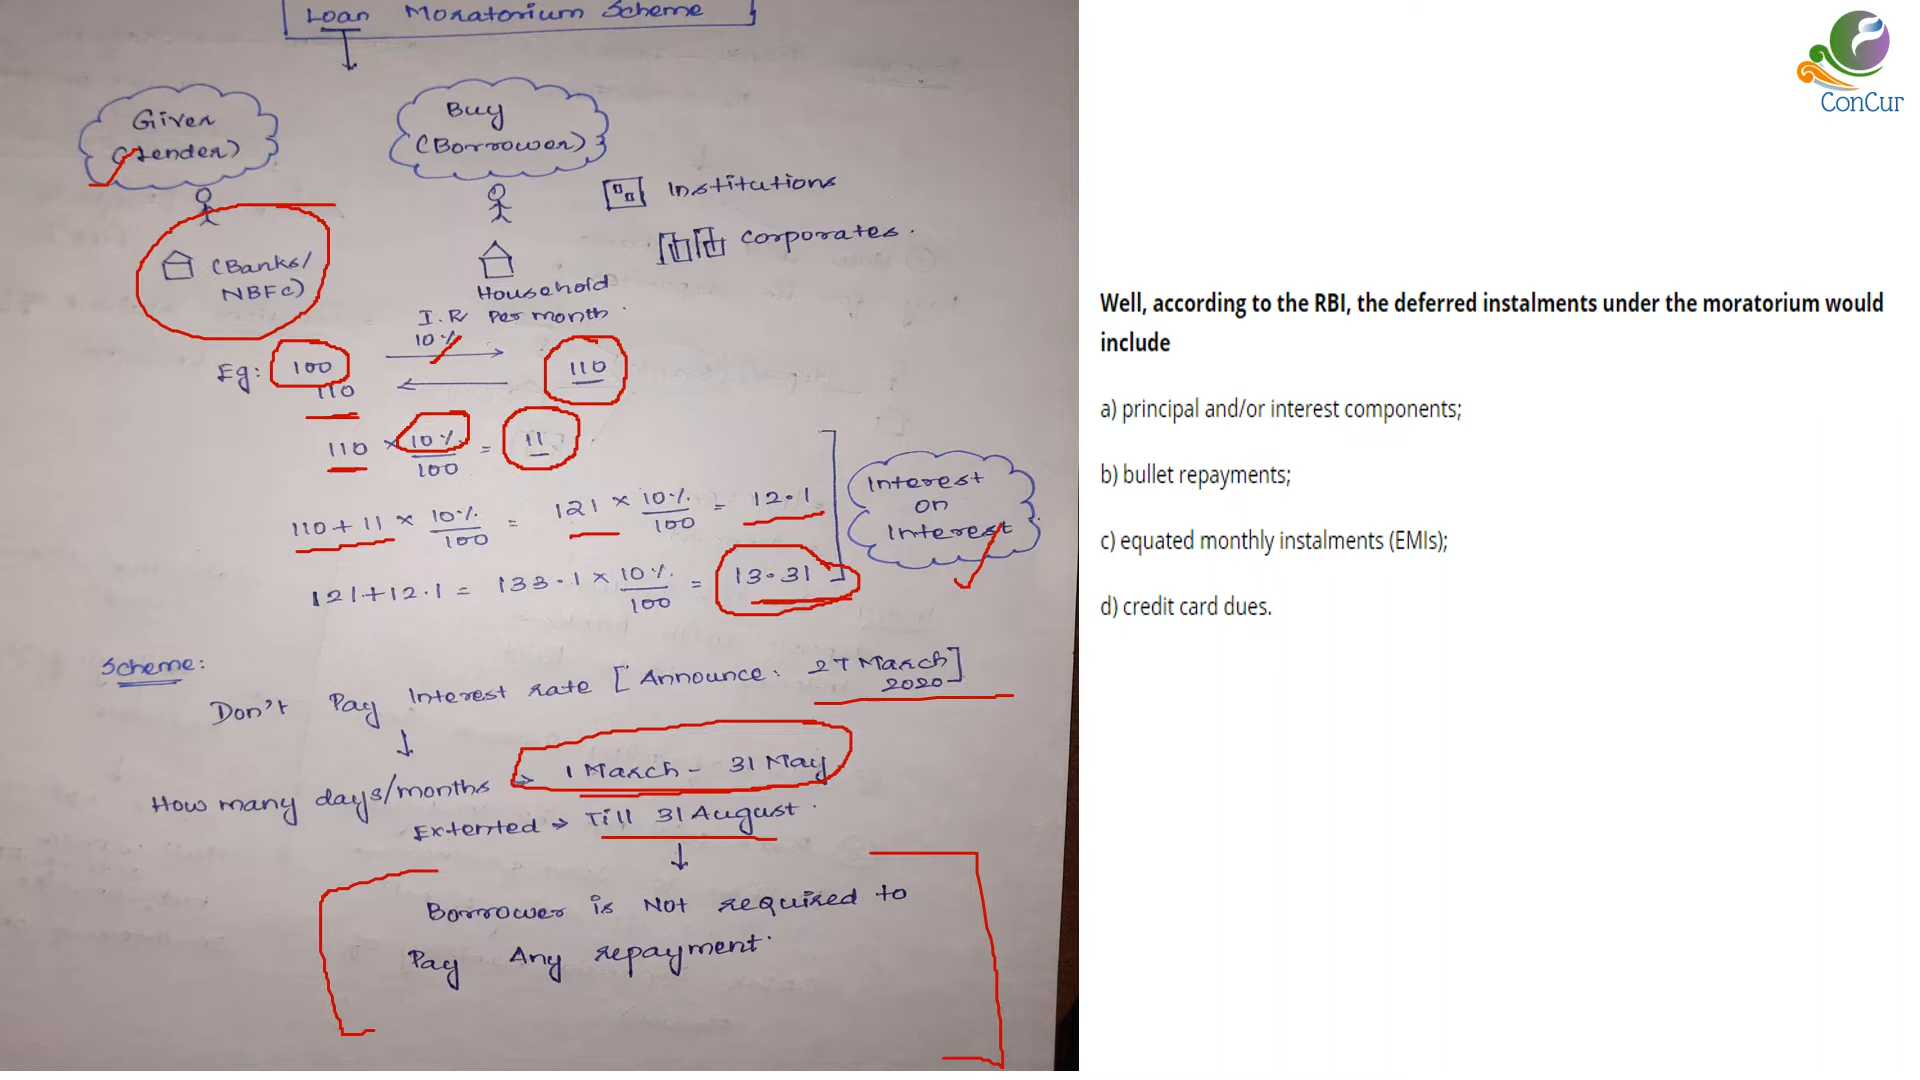 Loan Moratorium Scheme
Given
(Lender)
Buy
(Borrower)
Institutions
Corporates.
(Banks/
NBFC)
Household
I.R Per month
10%
Eg: 100
110
110
110 × 10%/100 = 11
110+11 × 10%/100 = 121 × 10%/100 = 12.1
121+12.1 = 133.1 × 10%/100 = 13.31
Interest
on
Interest
Scheme:
Don't Pay Interest rate [Announce: 27 March]
2020
How many days/months → 1 March - 31 May
Extented → Till 31 August.
Borrower is Not required to
Pay Any repayment.
ConCur
Well, according to the RBI, the deferred instalments under the moratorium would
include
a) principal and/or interest components;
b) bullet repayments;
c) equated monthly instalments (EMIs);
d) credit card dues.